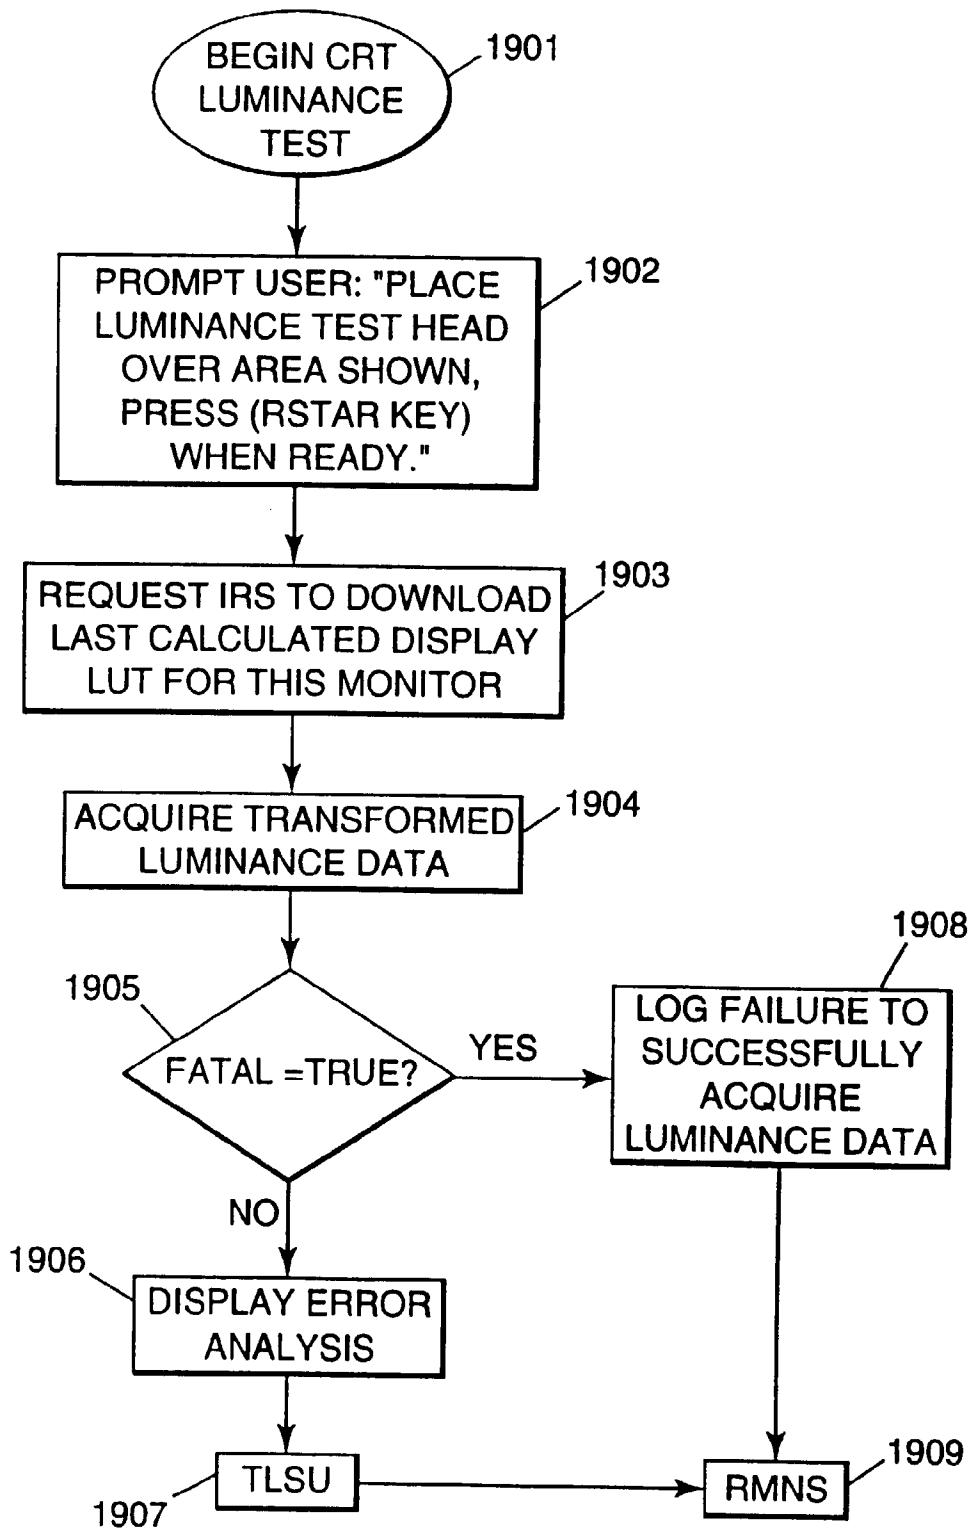 BEGIN CRT
LUMINANCE
TEST
1901
PROMPT USER: "PLACE
LUMINANCE TEST HEAD
OVER AREA SHOWN,
PRESS (RSTAR KEY)
WHEN READY."
1902
REQUEST IRS TO DOWNLOAD
LAST CALCULATED DISPLAY
LUT FOR THIS MONITOR
1903
ACQUIRE TRANSFORMED
LUMINANCE DATA
1904
1905
FATAL =TRUE?
YES
1908
LOG FAILURE TO
SUCCESSFULLY
ACQUIRE
LUMINANCE DATA
NO
1906
DISPLAY ERROR
ANALYSIS
TLSU
1907
RMNS
1909